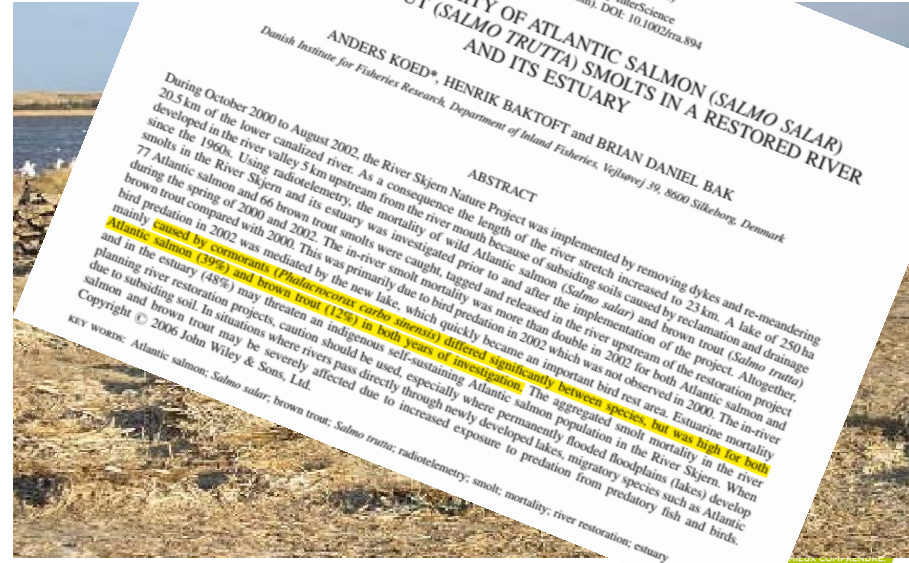 InterScience
DOI: 10.1002/rra.894
OF ATLANTIC SALMON (SALMO SALAR)
(SALMO TRUTTA) SMOLTS IN A RESTORED RIVER
AND ITS ESTUARY
ANDERS KOED*, HENRIK BAKTOFT and BRIAN DANIEL BAK
Danish Institute for Fisheries Research, Department of Inland Fisheries, Vejlsøvej 39, 8600 Silkeborg, Denmark
ABSTRACT
During October 2000 to August 2002, the River Skjern Nature Project was implemented by removing dykes and re-meandering
20.5 km of the lower canalized river. As a consequence the length of the river stretch increased to 23 km. A lake of 250 ha
developed in the river valley 5 km upstream from the river mouth because of subsiding soils caused by reclamation and drainage
since the 1960s. Using radiotelemetry, the mortality of wild Atlantic salmon (Salmo salar) and brown trout (Salmo trutta)
smolts in the River Skjern and its estuary was investigated prior to and after the implementation of the project. Altogether,
77 Atlantic salmon and 66 brown trout smolts were caught, tagged and released in the river upstream of the restoration project
during the spring of 2000 and 2002. The in-river smolt mortality was more than double in 2002 for both Atlantic salmon and
brown trout compared with 2000. This was primarily due to bird predation in 2002 which was not observed in 2000. The in-river
bird predation in 2002 was mediated by the new lake, which quickly became an important bird rest area. Estuarine mortality
mainly caused by cormorants (Phalacrocorax carbo sinensis) differed significantly between species, but was high for both
Atlantic salmon (39%) and brown trout (12%) in both years of investigation. The aggregated smolt mortality in the river
and in the estuary (48%) may threaten an indigenous self-sustaining Atlantic salmon population in the River Skjern. When
planning river restoration projects, caution should be used, especially where permanently flooded floodplains (lakes) develop
due to subsiding soil. In situations where rivers pass directly through newly developed lakes, migratory species such as Atlantic
salmon and brown trout may be severely affected due to increased exposure to predation from predatory fish and birds.
Copyright © 2006 John Wiley & Sons, Ltd.
KEY WORDS: Atlantic salmon; Salmo salar; brown trout; Salmo trutta; radiotelemetry; smolt; mortality; river restoration; estuary
MIEUX COMPRENDRE.